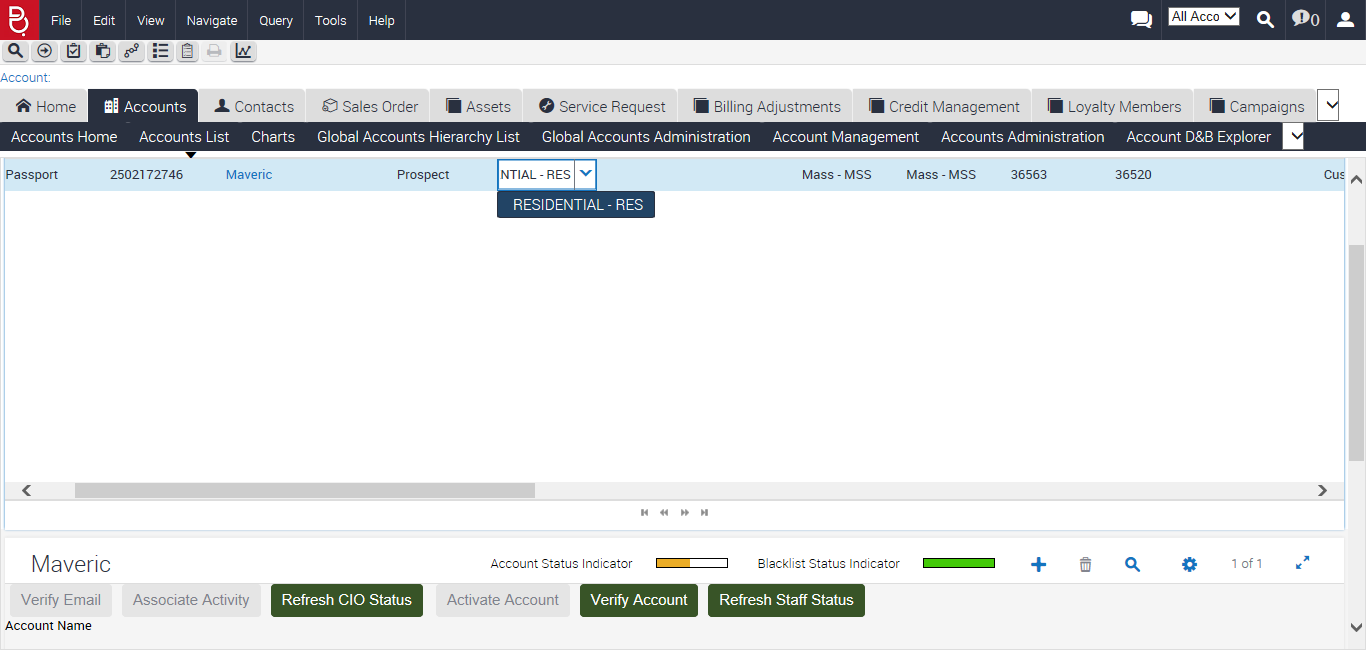 File Edit View Navigate Query Tools Help All Acco 0
Account:
Home Accounts Contacts Sales Order Assets Service Request Billing Adjustments Credit Management Loyalty Members Campaigns
Accounts Home Accounts List Charts Global Accounts Hierarchy List Global Accounts Administration Account Management Accounts Administration Account D&B Explorer
Passport 2502172746 Maveric Prospect NTIAL - RES Mass - MSS Mass - MSS 36563 36520 Cus
RESIDENTIAL - RES
Maveric Account Status Indicator Blacklist Status Indicator 1 of 1
Verify Email Associate Activity Refresh CIO Status Activate Account Verify Account Refresh Staff Status
Account Name